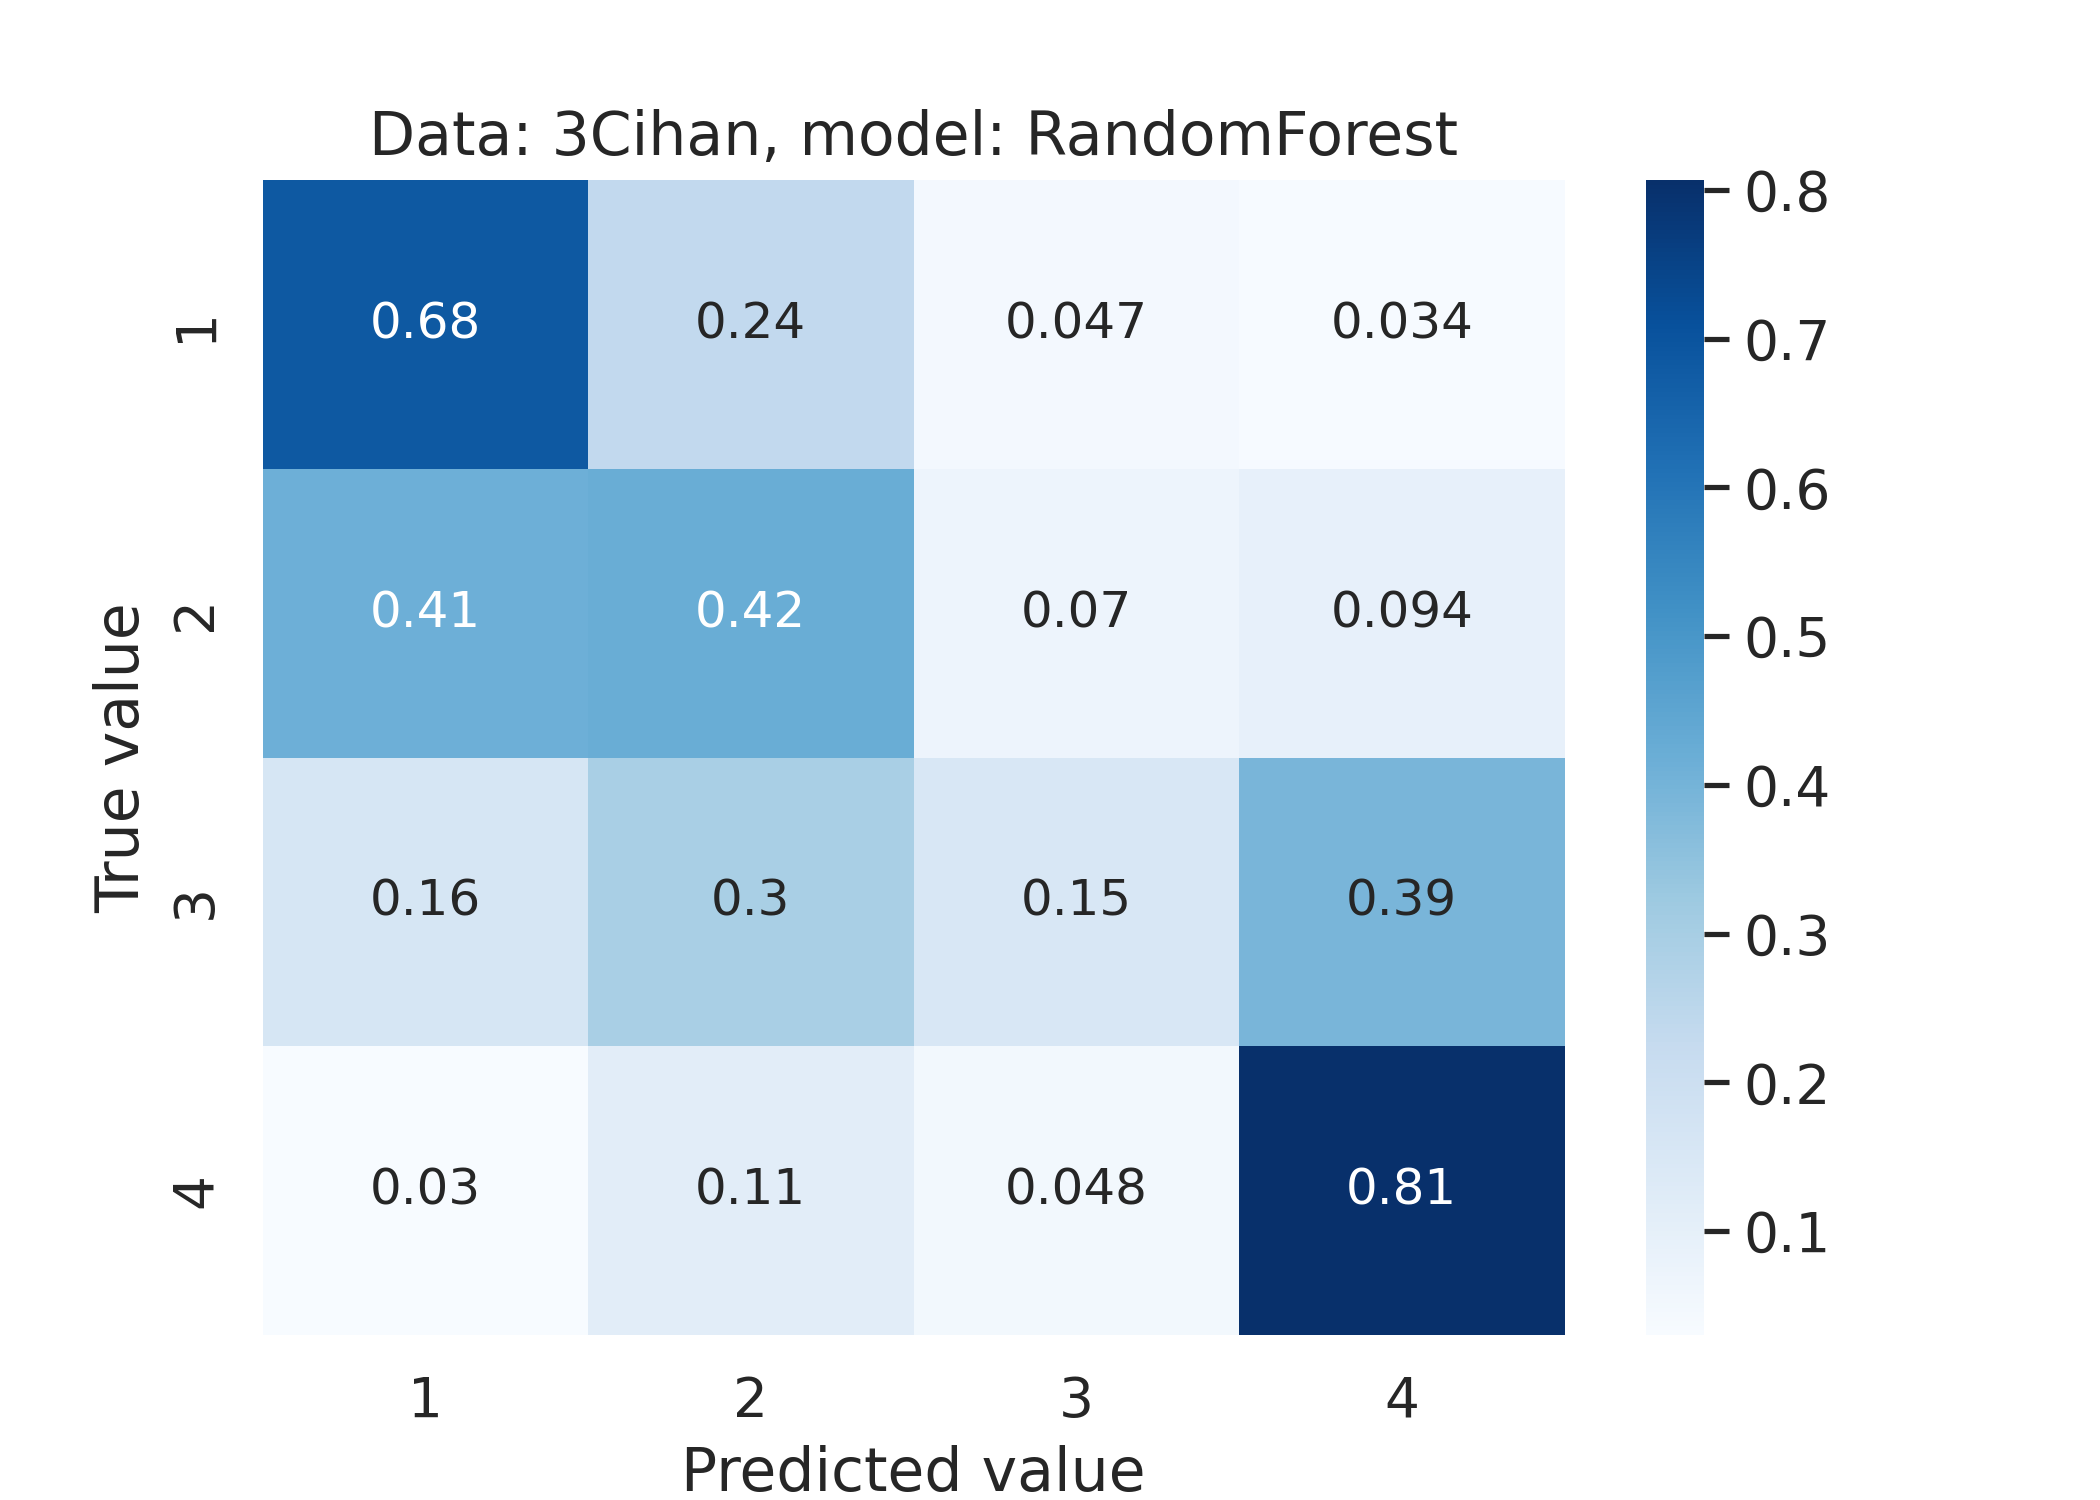 Data: 3Cihan, model: RandomForest
0.8
1 0.68 0.24 0.047 0.034
0.7
0.6
2 0.41 0.42 0.07 0.094
0.5
True value
0.4
3 0.16 0.3 0.15 0.39
0.3
0.2
4 0.03 0.11 0.048 0.81
0.1
1 2 3 4
Predicted value